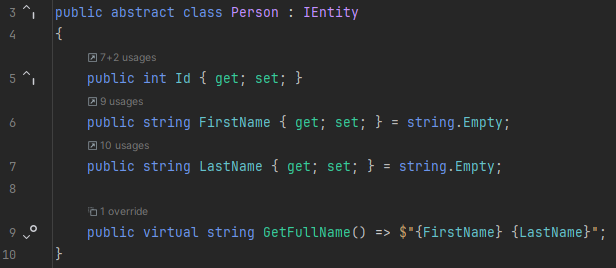 3 public abstract class Person : IEntity
4 {
7+2 usages
5 public int Id { get; set; }
9 usages
6 public string FirstName { get; set; } = string.Empty;
10 usages
7 public string LastName { get; set; } = string.Empty;
8
1 override
9 public virtual string GetFullName() => $"{FirstName} {LastName}";
10 }